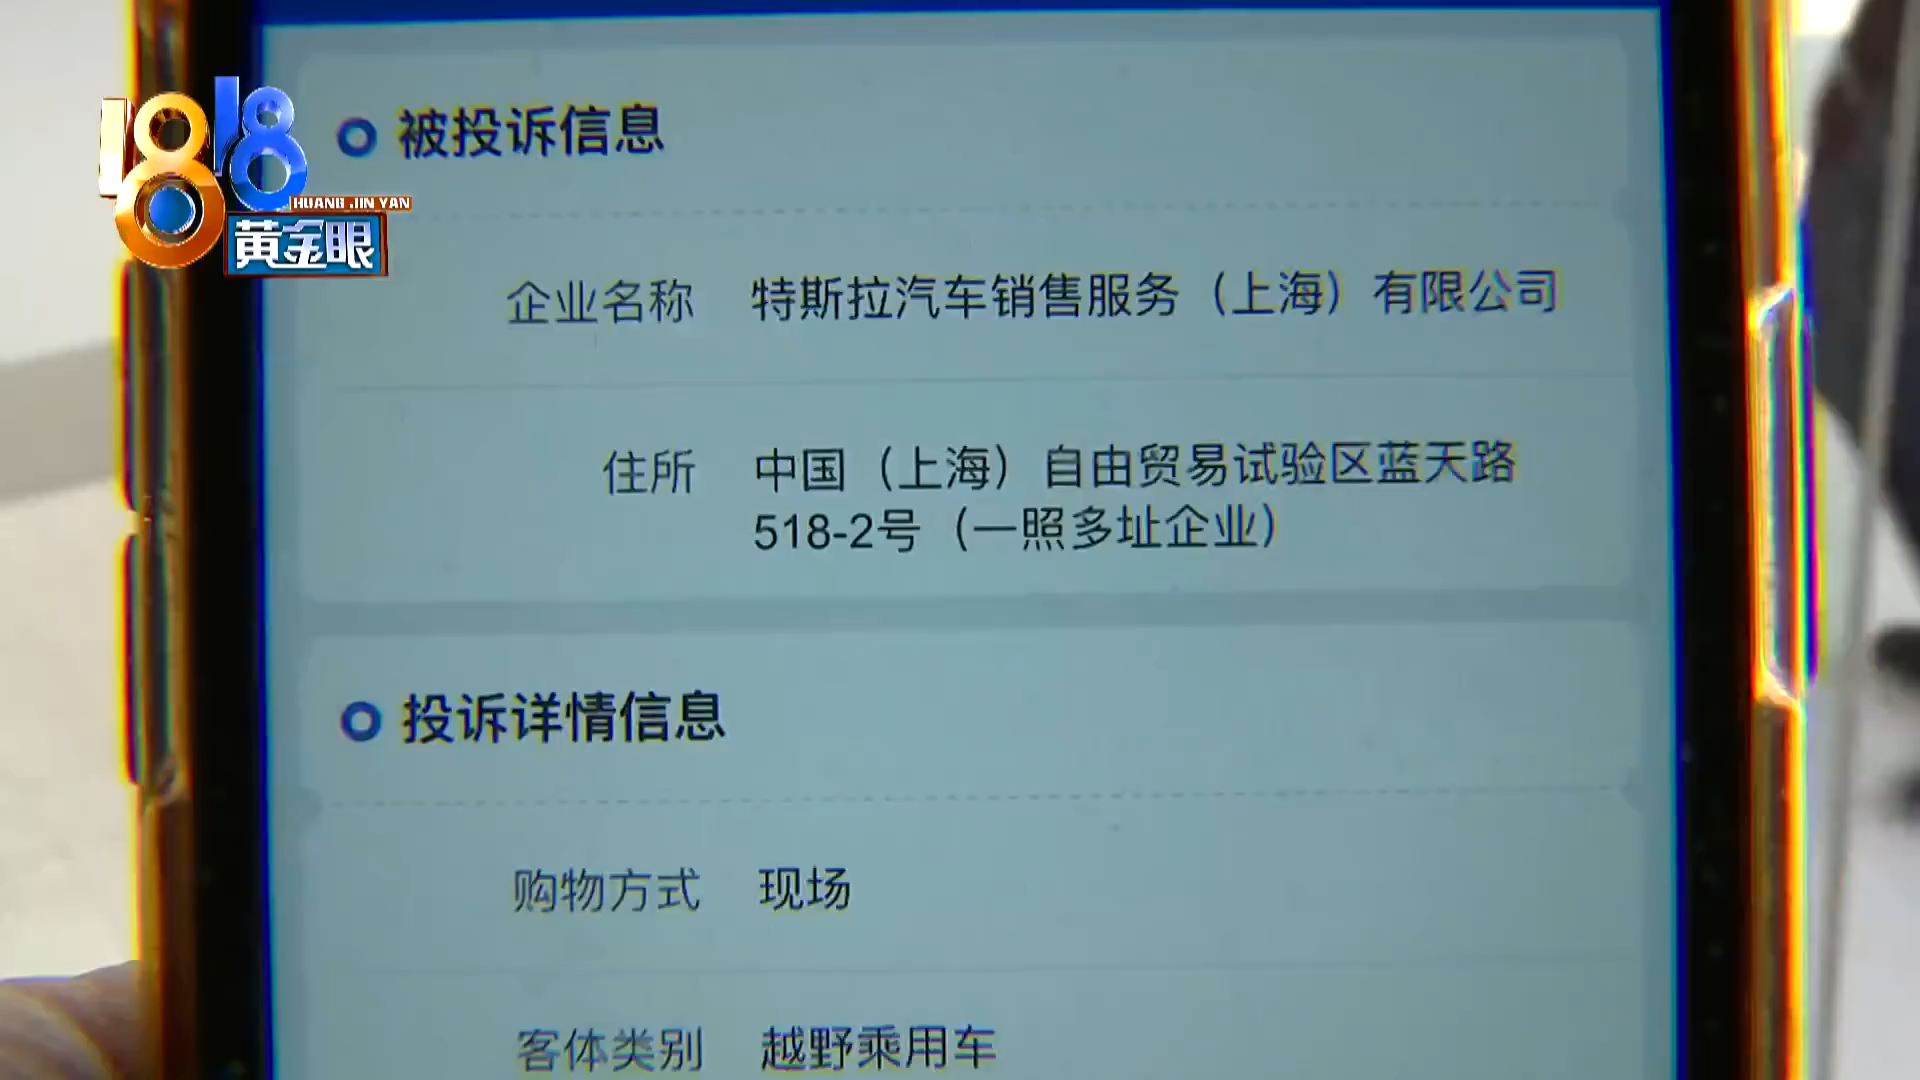 1818
HUANG JIN YAN
黄金眼
被投诉信息
企业名称 特斯拉汽车销售服务（上海）有限公司
住所 中国（上海）自由贸易试验区蓝天路
518-2号（一照多址企业）
投诉详情信息
购物方式 现场
客体类别 越野乘用车